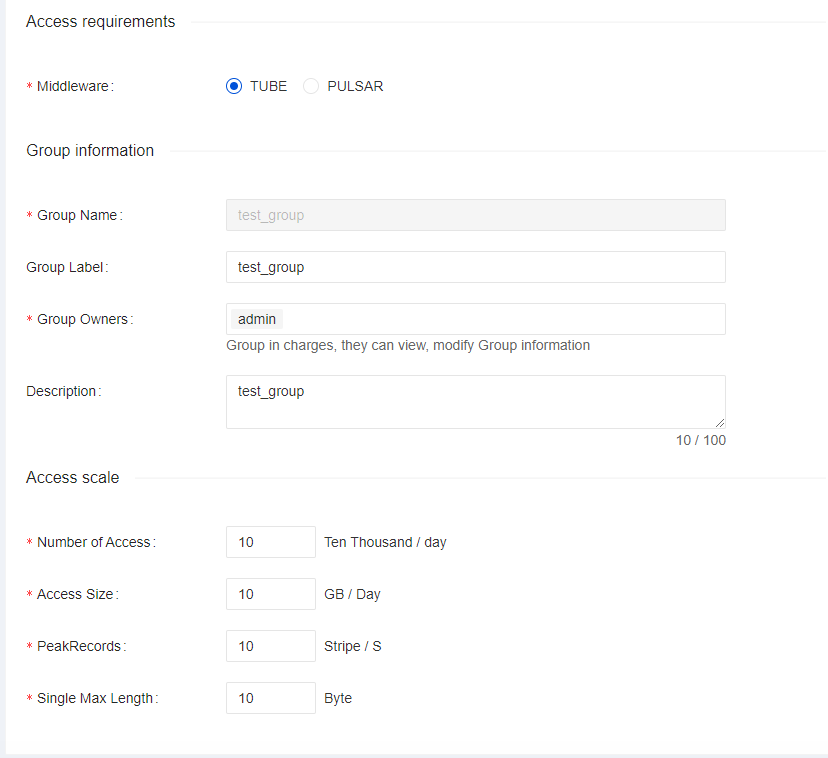 Access requirements
* Middleware: TUBE PULSAR
Group information
* Group Name: test_group
Group Label: test_group
* Group Owners: admin
Group in charges, they can view, modify Group information
Description: test_group
10 / 100
Access scale
* Number of Access: 10 Ten Thousand / day
* Access Size: 10 GB / Day
* PeakRecords: 10 Stripe / S
* Single Max Length: 10 Byte